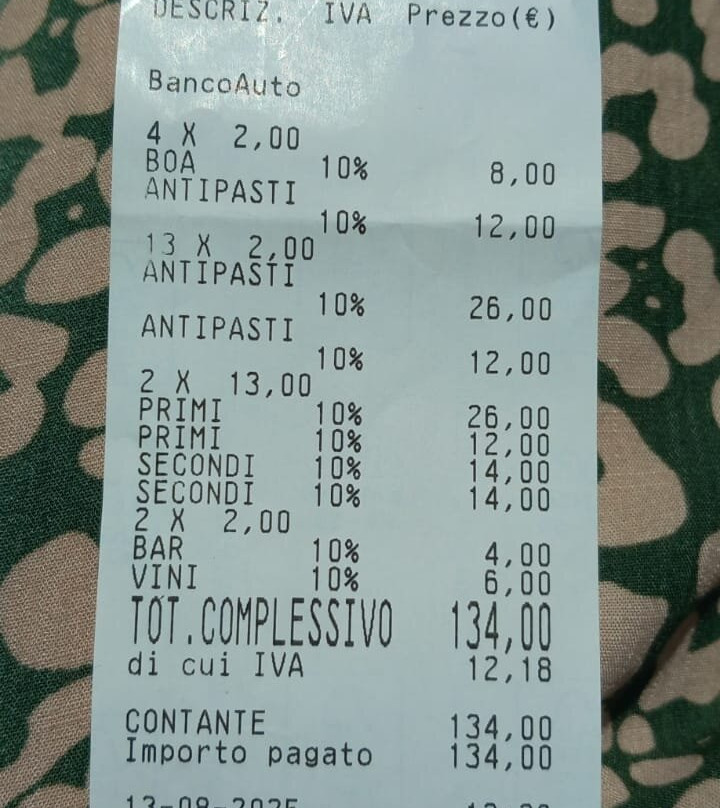 DESCRIZ. IVA Prezzo(€)
BancoAuto
4 X 2,00
BOA 10% 8,00
ANTIPASTI
10% 12,00
13 X 2,00
ANTIPASTI
10% 26,00
ANTIPASTI
10% 12,00
2 X 13,00
PRIMI 10% 26,00
PRIMI 10% 12,00
SECONDI 10% 14,00
SECONDI 10% 14,00
2 X 2,00
BAR 10% 4,00
VINI 10% 6,00
TOT.COMPLESSIVO 134,00
di cui IVA 12,18
CONTANTE 134,00
Importo pagato 134,00
13-08-2025